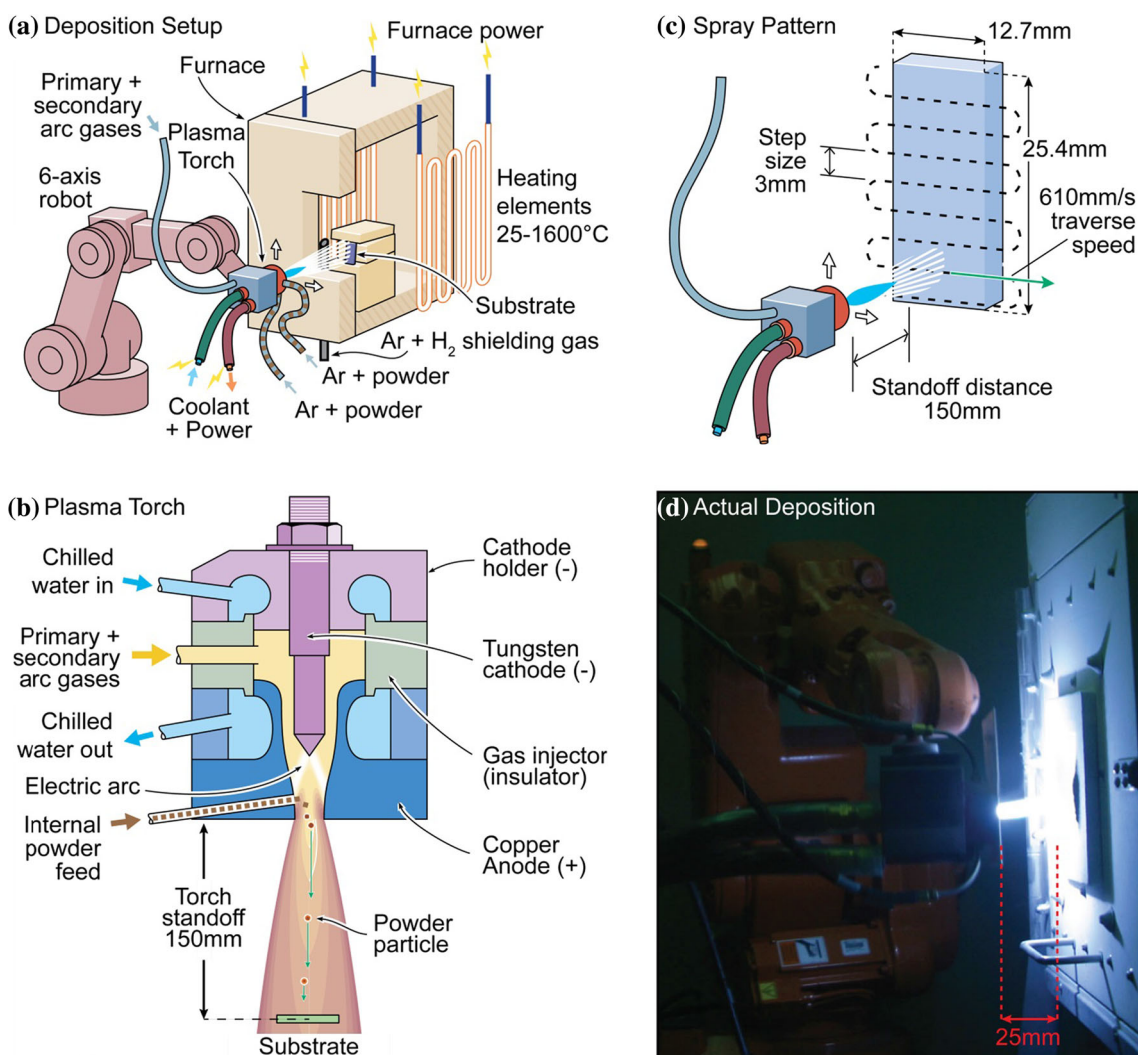 (a) Deposition Setup
Furnace power
Furnace
Primary +
secondary
arc gases
Plasma
Torch
6-axis
robot
Heating
elements
25-1600°C
Substrate
Ar + H2 shielding gas
Ar + powder
Ar + powder
Coolant
+ Power
(c) Spray Pattern
12.7mm
Step
size
3mm
25.4mm
610mm/s
traverse
speed
Standoff distance
150mm
(b) Plasma Torch
Chilled
water in
Primary +
secondary
arc gases
Chilled
water out
Electric arc
Internal
powder
feed
Torch
standoff
150mm
Cathode
holder (-)
Tungsten
cathode (-)
Gas injector
(insulator)
Copper
Anode (+)
Powder
particle
Substrate
(d) Actual Deposition
25mm